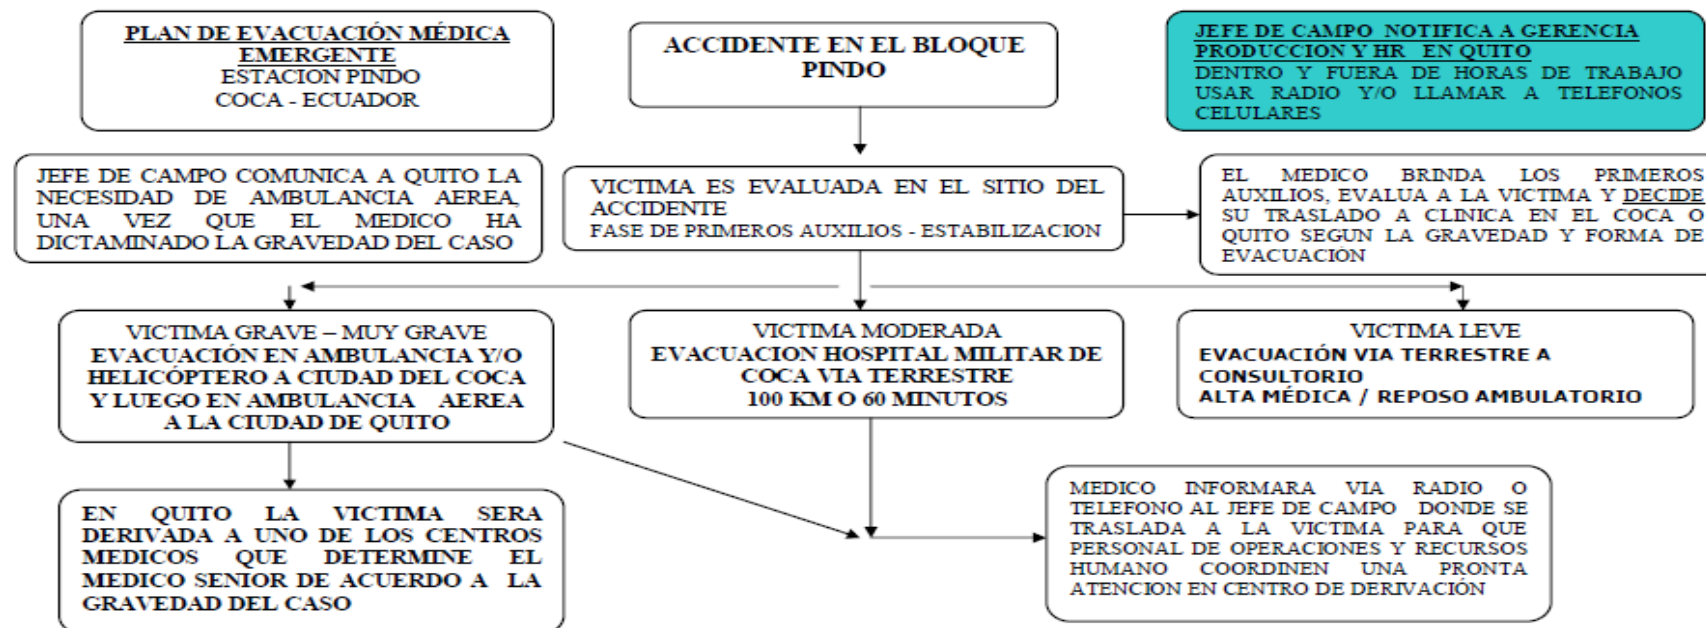 PLAN DE EVACUACIÓN MÉDICA
EMERGENTE
ESTACION PINDO
COCA - ECUADOR
ACCIDENTE EN EL BLOQUE
PINDO
JEFE DE CAMPO NOTIFICA A GERENCIA
PRODUCCION Y HR EN QUITO
DENTRO Y FUERA DE HORAS DE TRABAJO
USAR RADIO Y/O LLAMAR A TELEFONOS
CELULARES
JEFE DE CAMPO COMUNICA A QUITO LA
NECESIDAD DE AMBULANCIA AEREA,
UNA VEZ QUE EL MEDICO HA
DICTAMINADO LA GRAVEDAD DEL CASO
VICTIMA ES EVALUADA EN EL SITIO DEL
ACCIDENTE
FASE DE PRIMEROS AUXILIOS - ESTABILIZACION
EL MEDICO BRINDA LOS PRIMEROS
AUXILIOS, EVALUA A LA VICTIMA Y DECIDE
SU TRASLADO A CLINICA EN EL COCA O
QUITO SEGUN LA GRAVEDAD Y FORMA DE
EVACUACIÓN
VICTIMA GRAVE – MUY GRAVE
EVACUACIÓN EN AMBULANCIA Y/O
HELICÓPTERO A CIUDAD DEL COCA
Y LUEGO EN AMBULANCIA AEREA
A LA CIUDAD DE QUITO
VICTIMA MODERADA
EVACUACION HOSPITAL MILITAR DE
COCA VIA TERRESTRE
100 KM O 60 MINUTOS
VICTIMA LEVE
EVACUACIÓN VIA TERRESTRE A
CONSULTORIO
ALTA MÉDICA / REPOSO AMBULATORIO
EN QUITO LA VICTIMA SERA
DERIVADA A UNO DE LOS CENTROS
MEDICOS QUE DETERMINE EL
MEDICO SENIOR DE ACUERDO A LA
GRAVEDAD DEL CASO
MEDICO INFORMARA VIA RADIO O
TELEFONO AL JEFE DE CAMPO DONDE SE
TRASLADA A LA VICTIMA PARA QUE
PERSONAL DE OPERACIONES Y RECURSOS
HUMANO COORDINEN UNA PRONTA
ATENCION EN CENTRO DE DERIVACIÓN